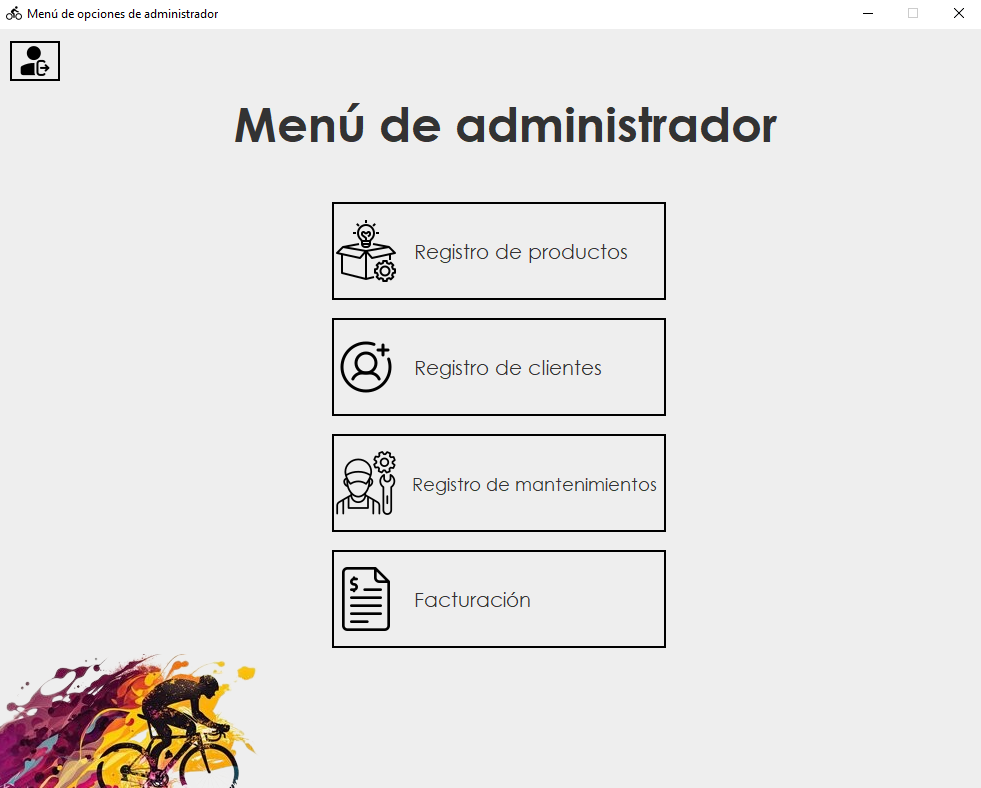 Menú de opciones de administrador
Menú de administrador
Registro de productos
Registro de clientes
Registro de mantenimientos
$
Facturación